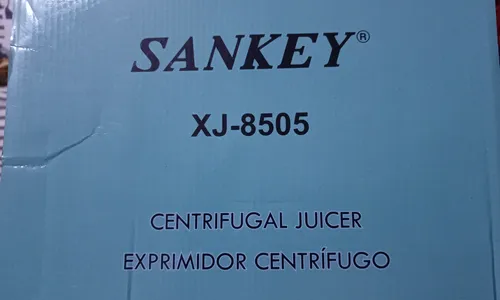 SANKEY®
XJ-8505
CENTRIFUGAL JUICER
EXPRIMIDOR CENTRÍFUGO